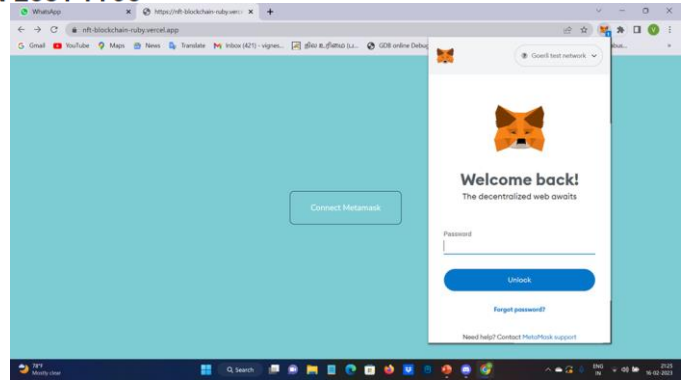 WhatsApp
https://nft-blockchain-ruby.verc
nft-blockchain-ruby.vercel.app
Gmail YouTube Maps News Translate Inbox (421) - vignes... GDB online Debug
Goerli test network
Welcome back!
The decentralized web awaits
Connect Metamask
Password
Unlock
Forgot password?
Need help? Contact MetaMask support
78°F
Mostly clear
Search
ENG
IN
21:25
16-02-2023